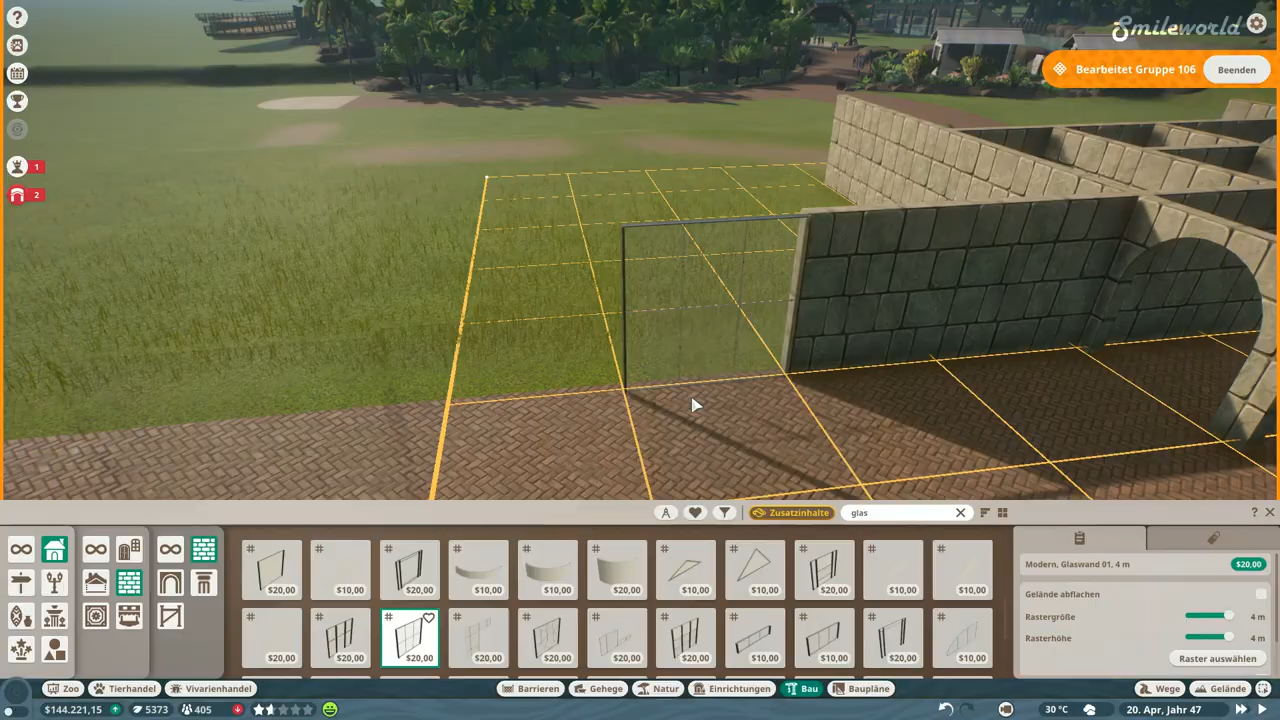 ?
Smileworld
Bearbeitet Gruppe 106
Beenden
1
2
Zusatzinhalte
glas
?
$20,00
$10,00
$20,00
$10,00
$10,00
$20,00
$10,00
$10,00
$20,00
$10,00
$10,00
$20,00
$20,00
$20,00
$20,00
$20,00
$20,00
$20,00
$10,00
$10,00
$20,00
$10,00
Modern, Glaswand 01, 4 m
$20,00
Gelände abflachen
Rastergröße
4 m
Rasterhöhe
4 m
Raster auswählen
Zoo
Tierhandel
Vivarienhandel
Barrieren
Gehege
Natur
Einrichtungen
Bau
Baupläne
Wege
Gelände
$144.221,15
5373
405
30 °C
20. Apr, Jahr 47